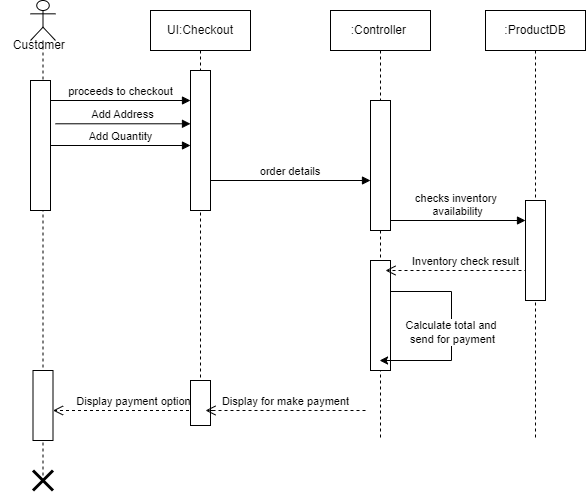 Customer
UI:Checkout
:Controller
:ProductDB
proceeds to checkout
Add Address
Add Quantity
order details
checks inventory
availability
Inventory check result
Calculate total and
send for payment
Display payment option
Display for make payment